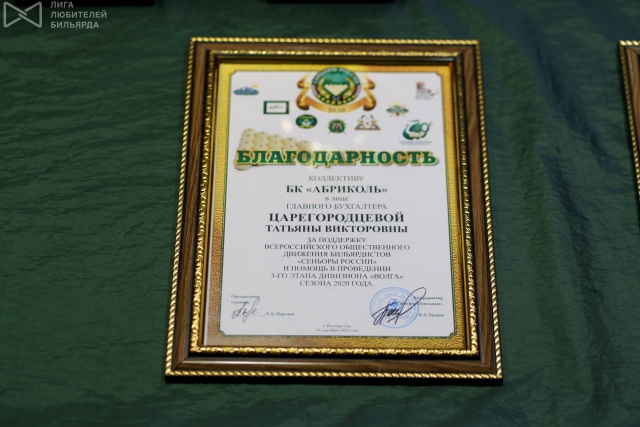 ЛИГА
ЛЮБИТЕЛЕЙ
БИЛЬЯРДА
2020
БЛАГОДАРНОСТЬ
КОЛЛЕКТИВУ
БК «АБРИКОЛЬ»
в лице
ГЛАВНОГО БУХГАЛТЕРА
ЦАРЕГОРОДЦЕВОЙ
ТАТЬЯНЫ ВИКТОРОВНЫ
ЗА ПОДДЕРЖКУ
ВСЕРОССИЙСКОГО ОБЩЕСТВЕННОГО
ДВИЖЕНИЯ БИЛЬЯРДИСТОВ
«СЕНЬОРЫ РОССИИ»
И ПОМОЩЬ В ПРОВЕДЕНИИ
3-ГО ЭТАПА ДИВИЗИОНА «ВОЛГА»
СЕЗОНА 2020 ГОДА.